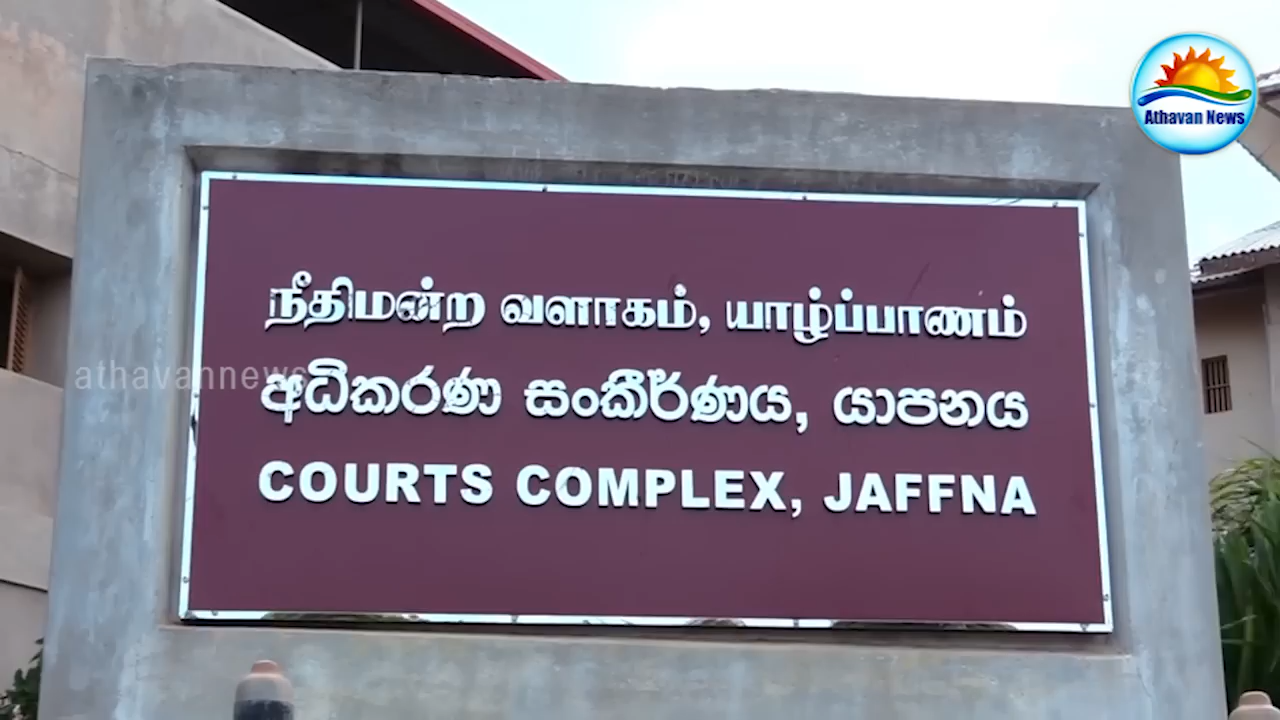 Athavan News
நீதிமன்ற வளாகம், யாழ்ப்பாணம்
athavannews
අධිකරණ සංකීර්ණය, යාපනය
COURTS COMPLEX, JAFFNA